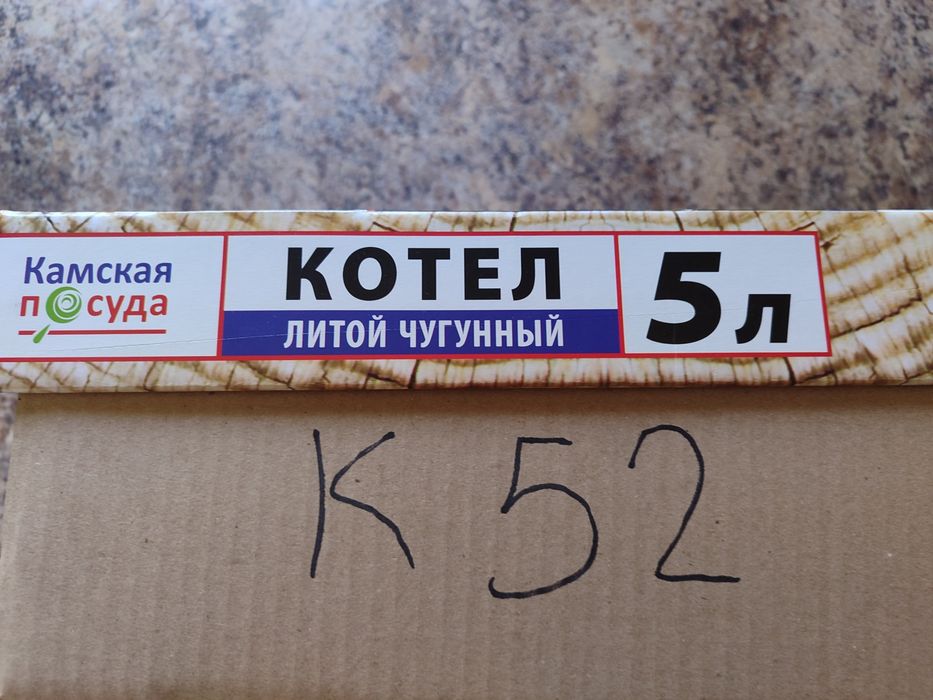 Камская
посуда
КОТЕЛ
ЛИТОЙ ЧУГУННЫЙ
5 л
К 52